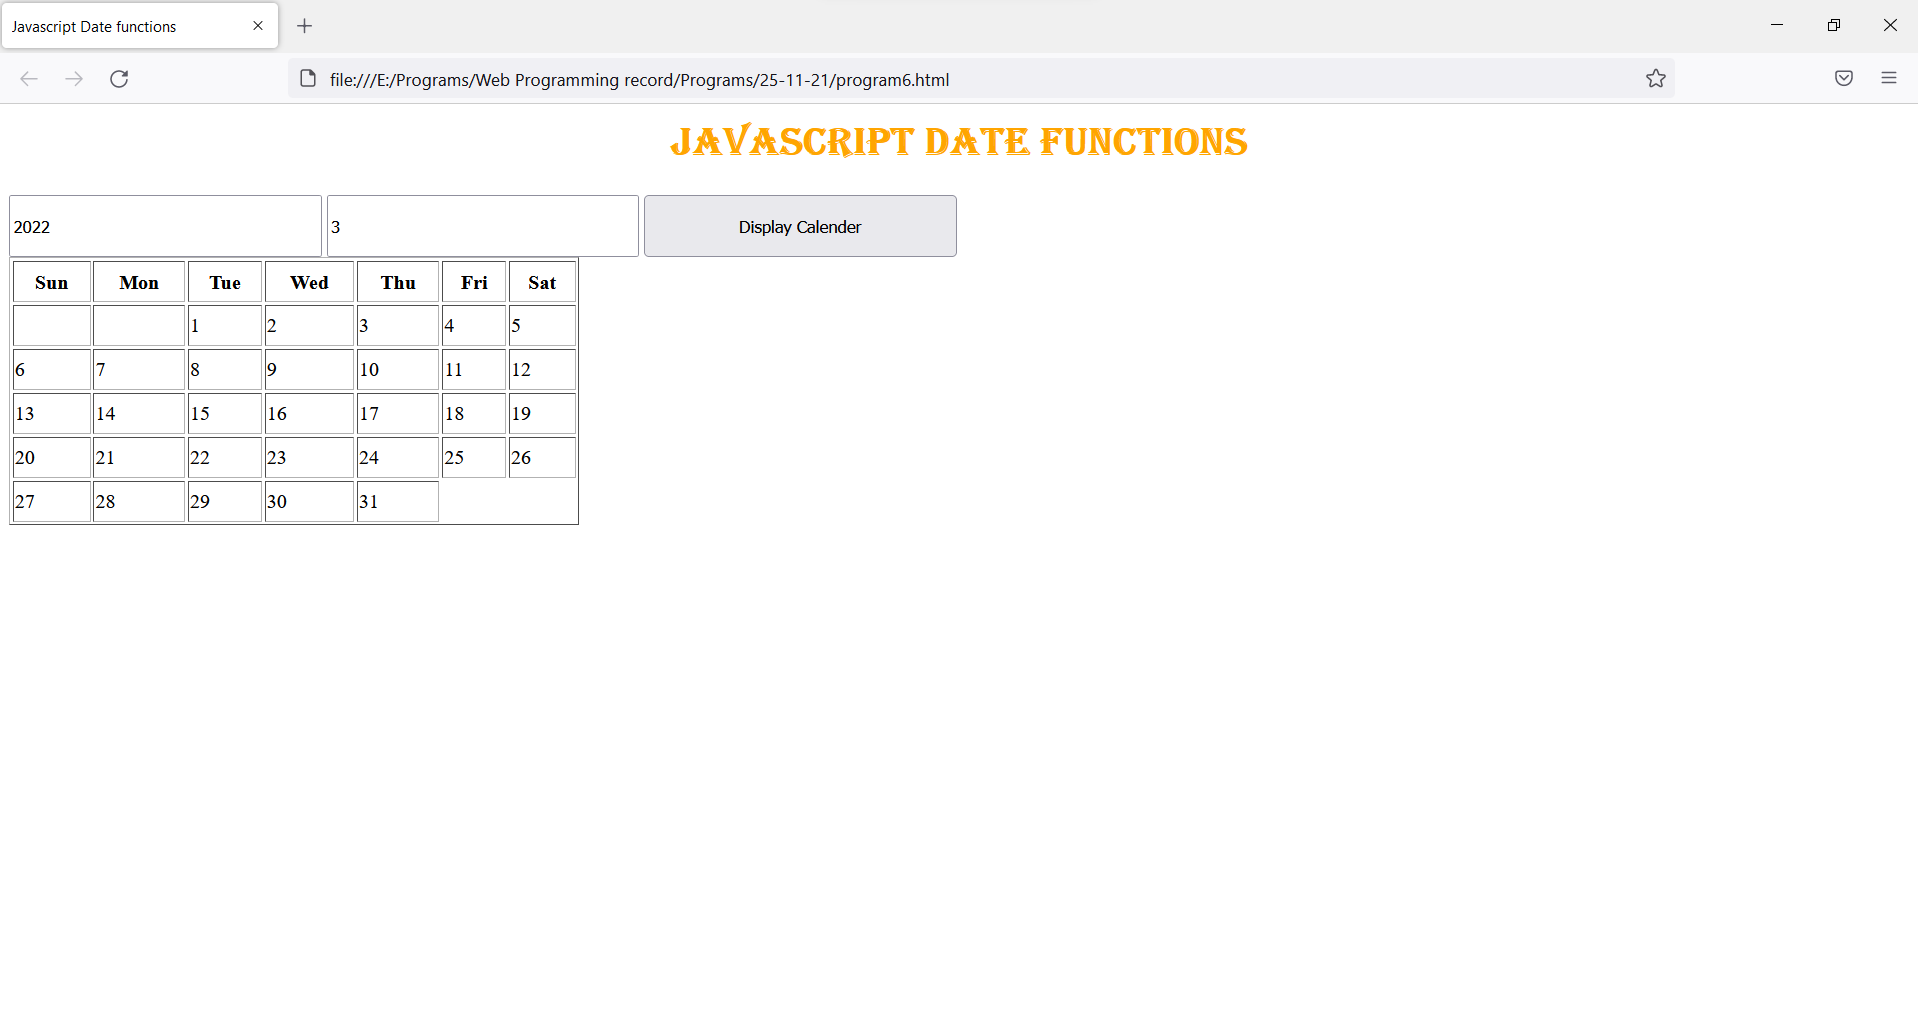 Javascript Date functions
file:///E:/Programs/Web Programming record/Programs/25-11-21/program6.html
JAVASCRIPT DATE FUNCTIONS
2022 3 Display Calender
Sun Mon Tue Wed Thu Fri Sat
1 2 3 4 5
6 7 8 9 10 11 12
13 14 15 16 17 18 19
20 21 22 23 24 25 26
27 28 29 30 31